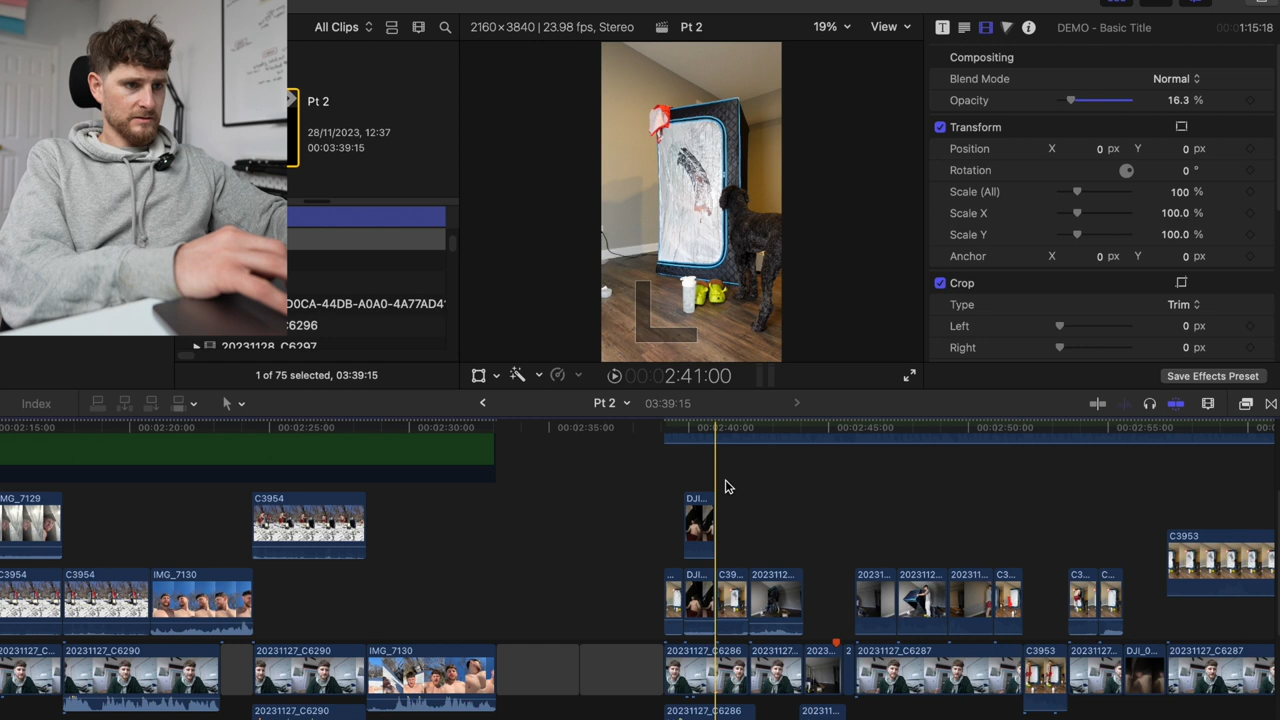 All Clips
2160×3840 | 23.98 fps, Stereo
Pt 2
19%
View
DEMO - Basic Title
00:01:15:18
Pt 2
28/11/2023, 12:37
00:03:39:15
D0CA-44DB-A0A0-4A77AD4
C6296
20231128_C6297
1 of 75 selected, 03:39:15
L
00:00:02:41:00
Compositing
Blend Mode Normal
Opacity 16.3 %
Transform
Position X 0 px Y 0 px
Rotation 0 °
Scale (All) 100 %
Scale X 100.0 %
Scale Y 100.0 %
Anchor X 0 px Y 0 px
Crop
Type Trim
Left 0 px
Right 0 px
Save Effects Preset
Index
Pt 2
03:39:15
00:02:15:00 00:02:20:00 00:02:25:00 00:02:30:00 00:02:35:00 00:02:40:00 00:02:45:00 00:02:50:00 00:02:55:00
MG_7129 C3954 DJI...
C3953
C3954 C3954 IMG_7130 ... DJI... C39... 2023112... 20231... 2023112... 202311... C3... C3... C...
20231127_C... 20231127_C6290 20231127_C6290 IMG_7130 20231127_C6286 2023112... 2023... 2 20231127_C6287 C3953 2023112... DJI_0... 20231127_C6287
20231127_C6290 20231127_C6286 202311...